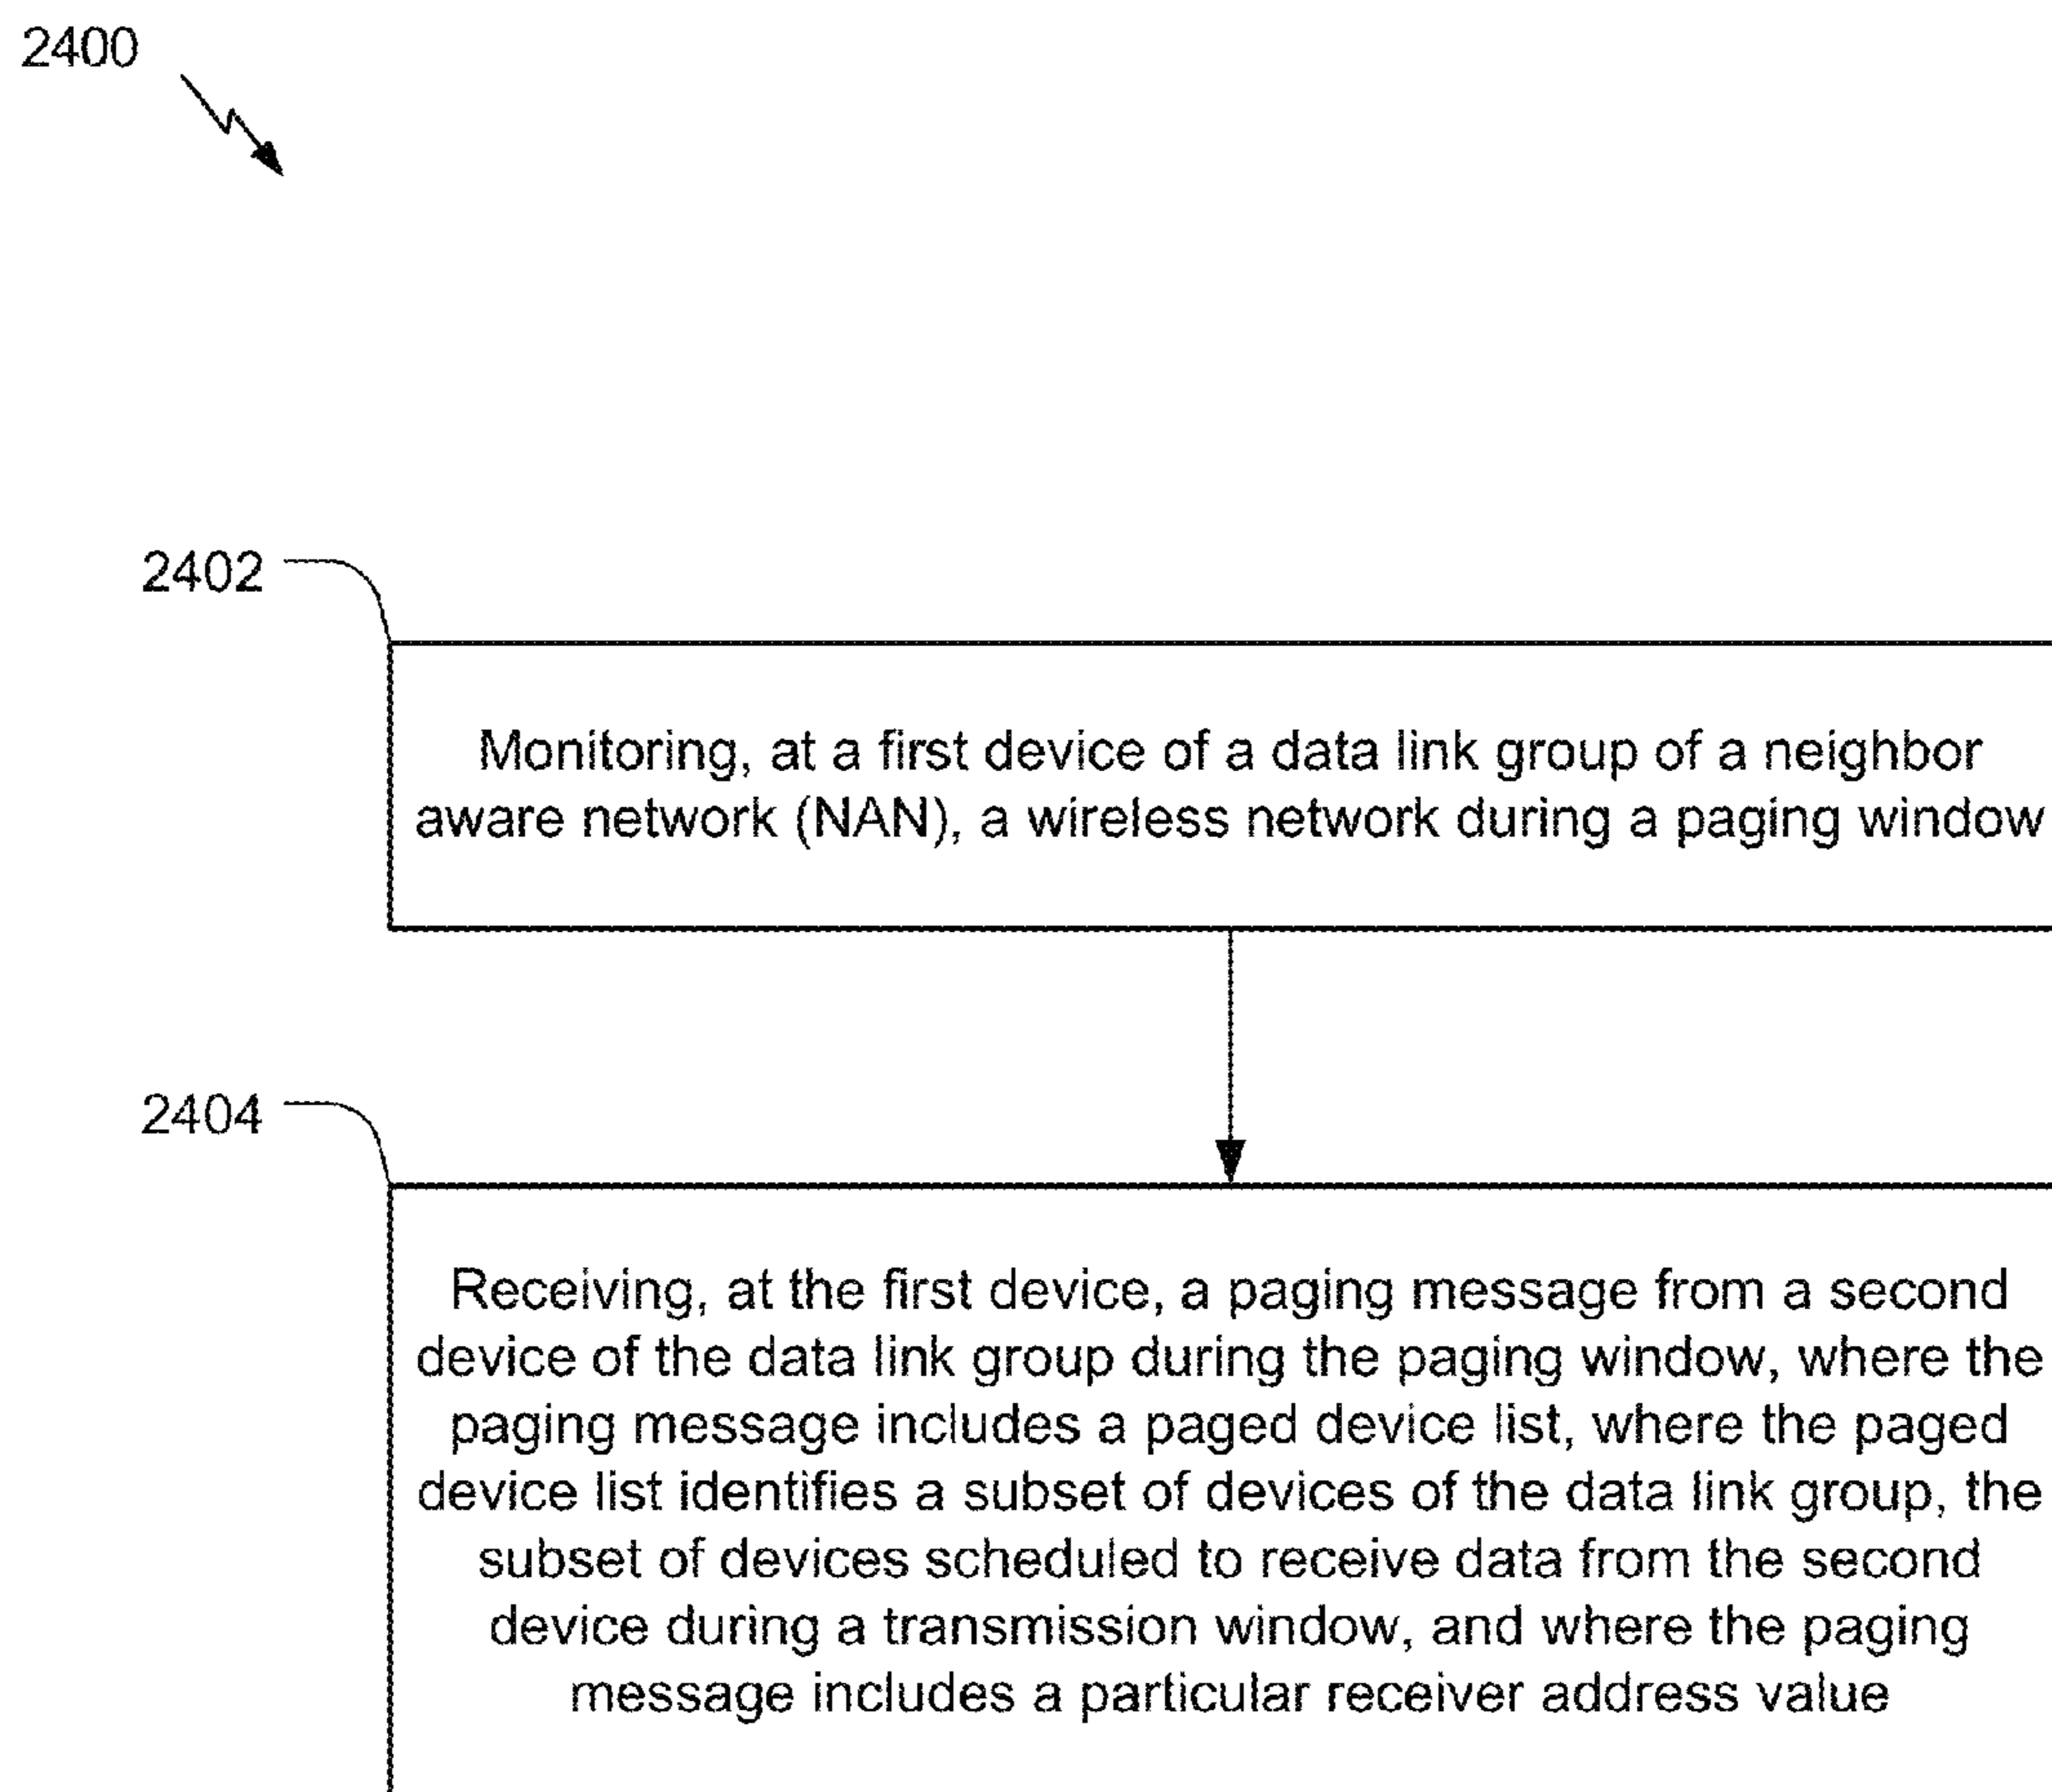 2400
2402
Monitoring, at a first device of a data link group of a neighbor
aware network (NAN), a wireless network during a paging window
2404
Receiving, at the first device, a paging message from a second
device of the data link group during the paging window, where the
paging message includes a paged device list, where the paged
device list identifies a subset of devices of the data link group, the
subset of devices scheduled to receive data from the second
device during a transmission window, and where the paging
message includes a particular receiver address value